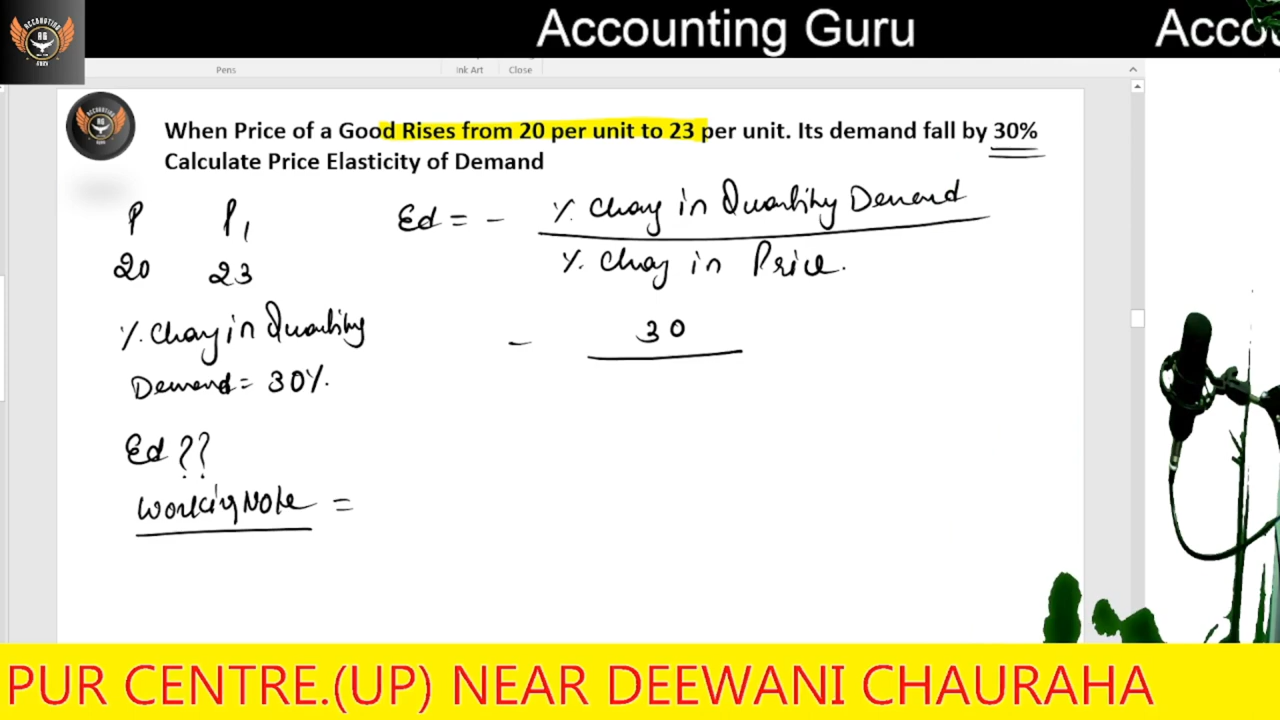 Accounting Guru
Acco
Pens
Ink Art
Close
When Price of a Good Rises from 20 per unit to 23 per unit. Its demand fall by 30%
Calculate Price Elasticity of Demand
P P1
20 23
Ed = - % Chang in Quantity Demand
% Chang in Price.
% Chang in Quantity
Demand = 30%.
- 30
Ed ??
Working Note =
PUR CENTRE.(UP) NEAR DEEWANI CHAURAHA